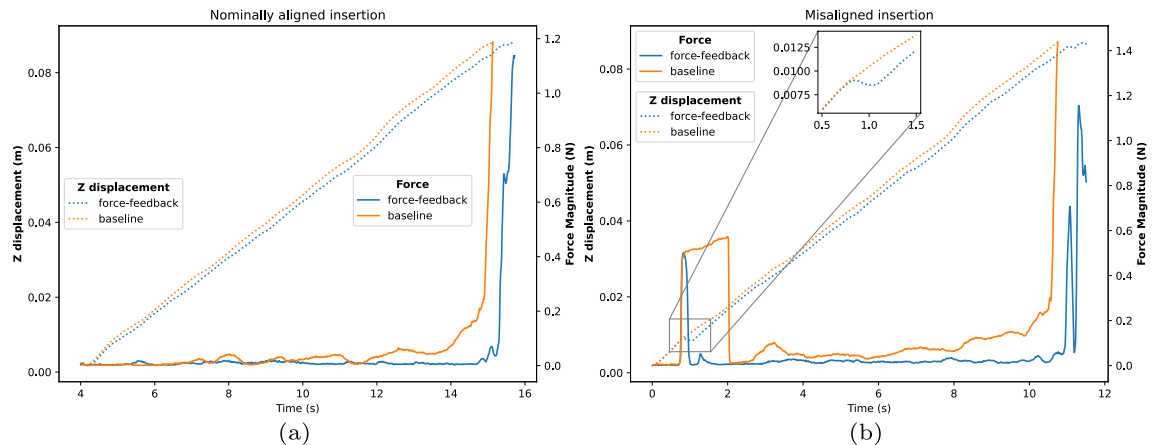 Nominally aligned insertion
0.08
0.06
0.04
0.02
0.00
Z displacement (m)
Z displacement
force-feedback
baseline
Force
force-feedback
baseline
1.2
1.0
0.8
0.6
0.4
0.2
0.0
Force Magnitude (N)
4 6 8 10 12 14 16
Time (s)
(a)
Misaligned insertion
0.08
0.06
0.04
0.02
0.00
Z displacement (m)
Force
force-feedback
baseline
Z displacement
force-feedback
baseline
0.0125
0.0100
0.0075
0.5 1.0 1.5
1.4
1.2
1.0
0.8
0.6
0.4
0.2
0.0
Force Magnitude (N)
0 2 4 6 8 10 12
Time (s)
(b)